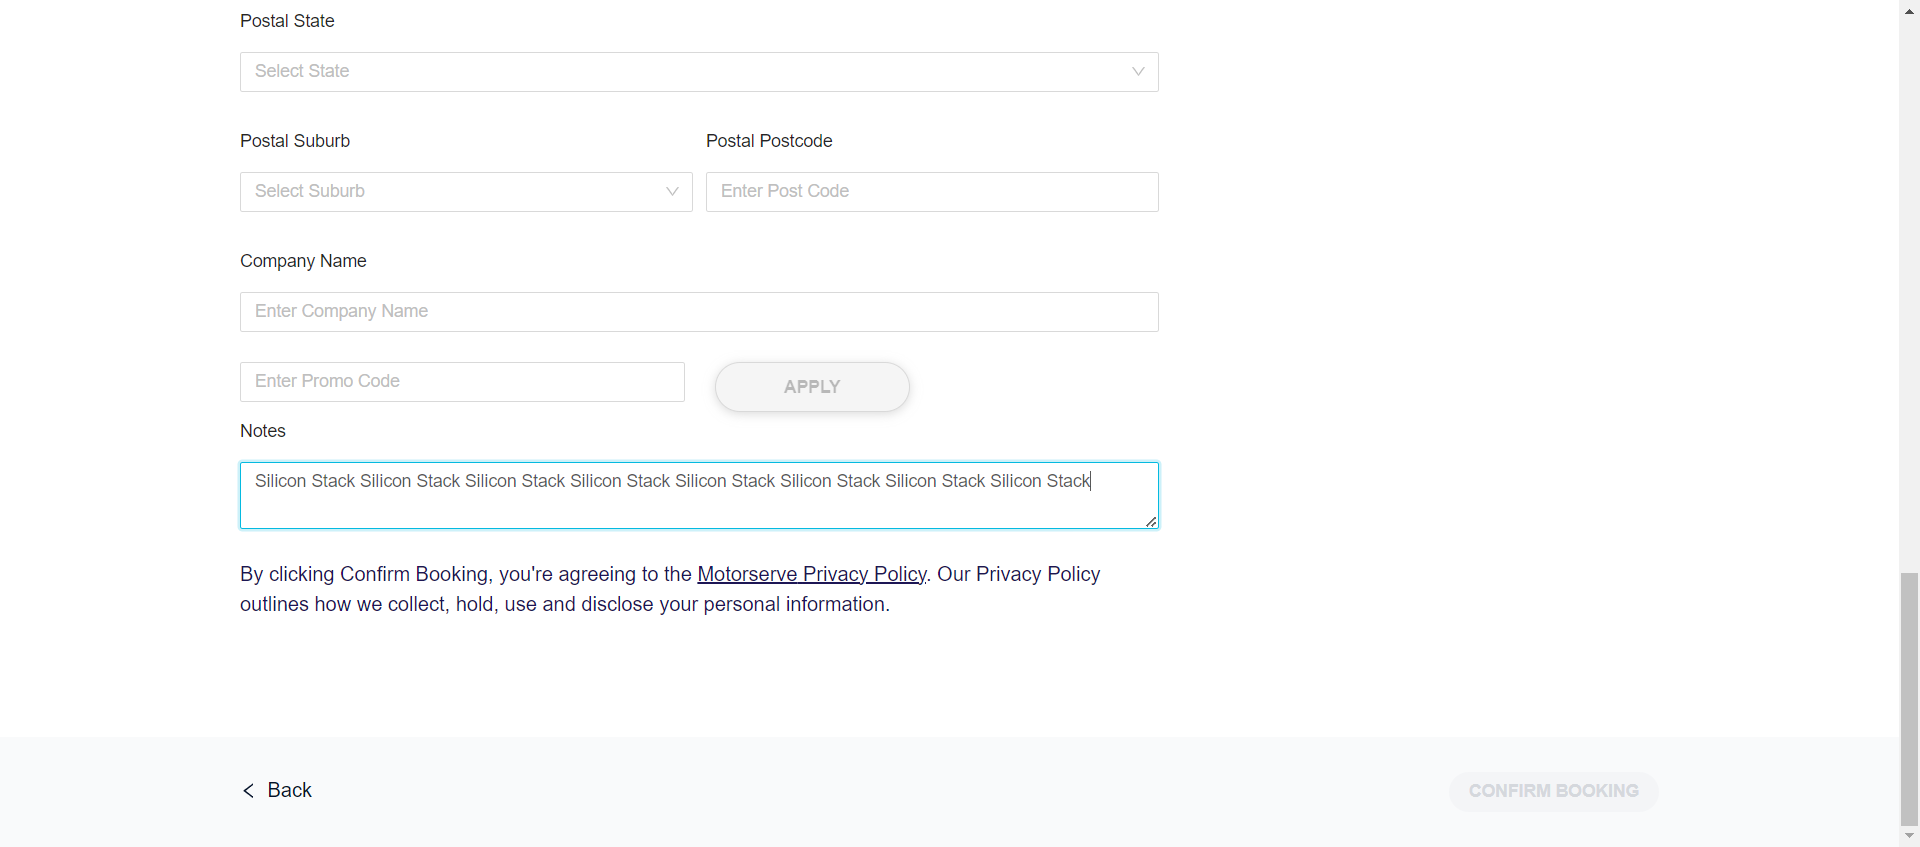 Postal State
Select State
Postal Suburb
Postal Postcode
Select Suburb
Enter Post Code
Company Name
Enter Company Name
Enter Promo Code
APPLY
Notes
Silicon Stack Silicon Stack Silicon Stack Silicon Stack Silicon Stack Silicon Stack Silicon Stack Silicon Stack
By clicking Confirm Booking, you're agreeing to the Motorserve Privacy Policy. Our Privacy Policy
outlines how we collect, hold, use and disclose your personal information.
Back
CONFIRM BOOKING